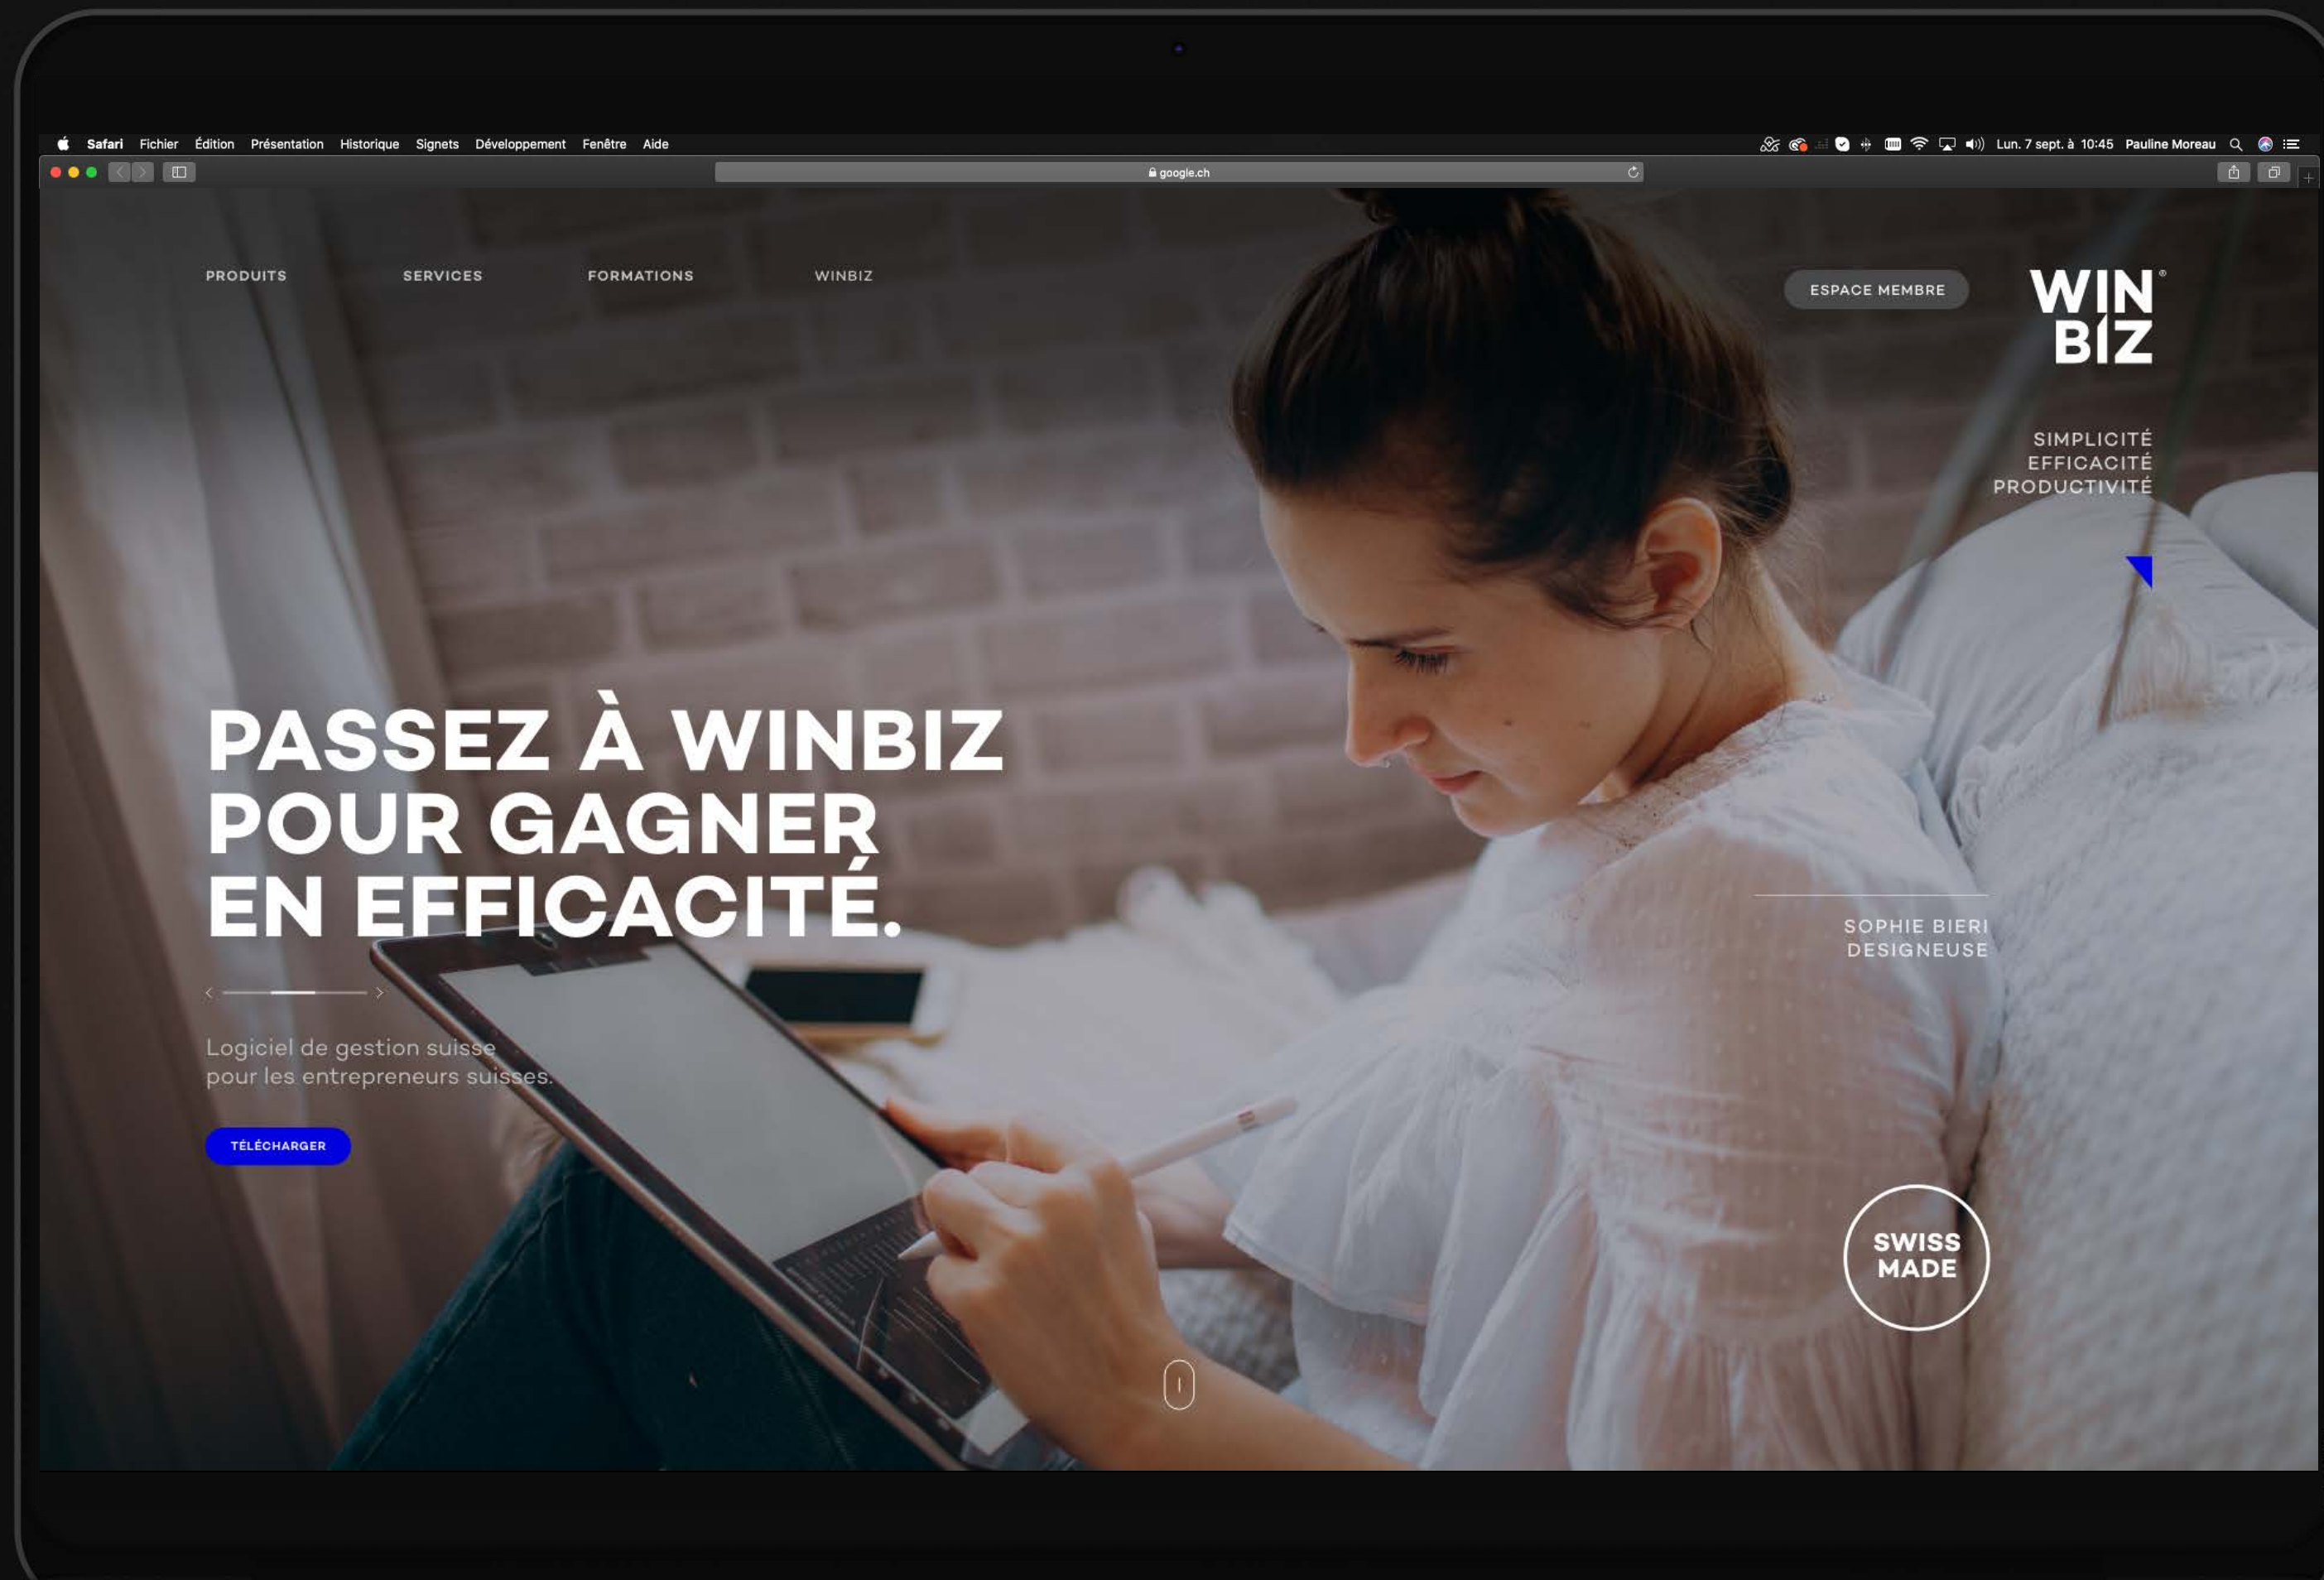 Safari Fichier Édition Présentation Historique Signets Développement Fenêtre Aide
Lun. 7 sept. à 10:45 Pauline Moreau
google.ch
PRODUITS SERVICES FORMATIONS WINBIZ
ESPACE MEMBRE
WIN®
BIZ
SIMPLICITÉ
EFFICACITÉ
PRODUCTIVITÉ
PASSEZ À WINBIZ
POUR GAGNER
EN EFFICACITÉ.
SOPHIE BIERI
DESIGNEUSE
Logiciel de gestion suisse
pour les entrepreneurs suisses.
TÉLÉCHARGER
SWISS
MADE